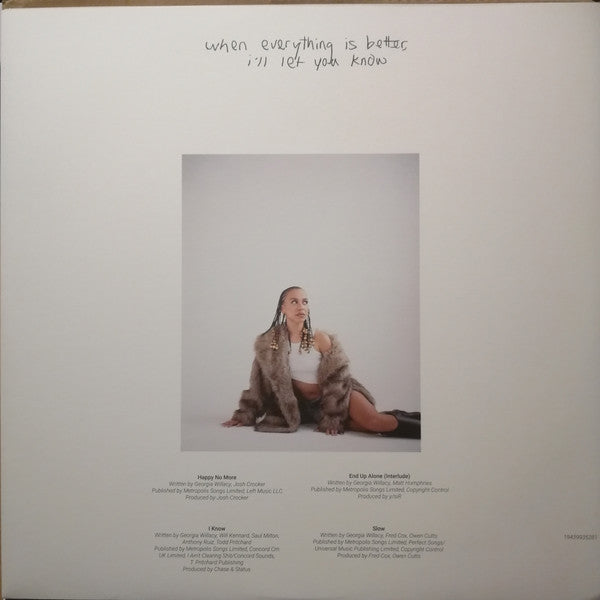 when everything is better,
i'll let you know
Happy No More
Written by Georgia Willacy, Josh Crocker
Published by Metropolis Songs Limited, Left Music LLC
Produced by Josh Crocker
End Up Alone (Interlude)
Written by Georgia Willacy, Matt Humphries
Published by Metropolis Songs Limited, Copyright Control
Produced by
I Know
Written by Georgia Willacy, Will Kennard, Saul Milton,
Anthony Ruiz, Todd Pritchard
Published by Metropolis Songs Limited, Concord Cm
UK Limited, I Ain't Clearing Shit/Concord Sounds,
T. Pritchard Publishing
Produced by Chase & Status
Slow
Written by Georgia Willacy, Fred Cox, Owen Cutts
Published by Metropolis Songs Limited, Perfect Songs/
Universal Music Publishing Limited, Copyright Control
Produced by Fred Cox, Owen Cutts
19439935281